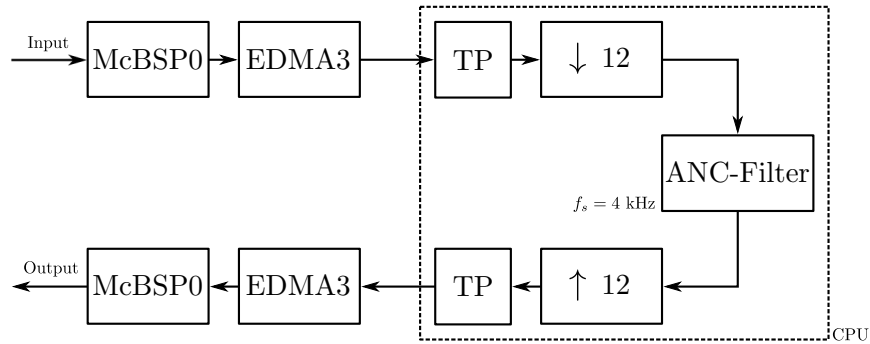 Input
McBSP0
EDMA3
TP
↓ 12
ANC-Filter
f_s = 4 kHz
Output
McBSP0
EDMA3
TP
↑ 12
CPU